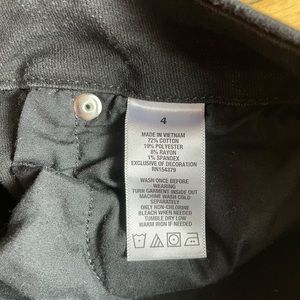 4
MADE IN VIETNAM
72% COTTON
19% POLYESTER
8% RAYON
1% SPANDEX
EXCLUSIVE OF DECORATION
RN154379
WASH ONCE BEFORE
WEARING
TURN GARMENT INSIDE OUT
MACHINE WASH COLD
SEPARATELY
ONLY NON-CHLORINE
BLEACH WHEN NEEDED
TUMBLE DRY LOW
WARM IRON IF NEEDED